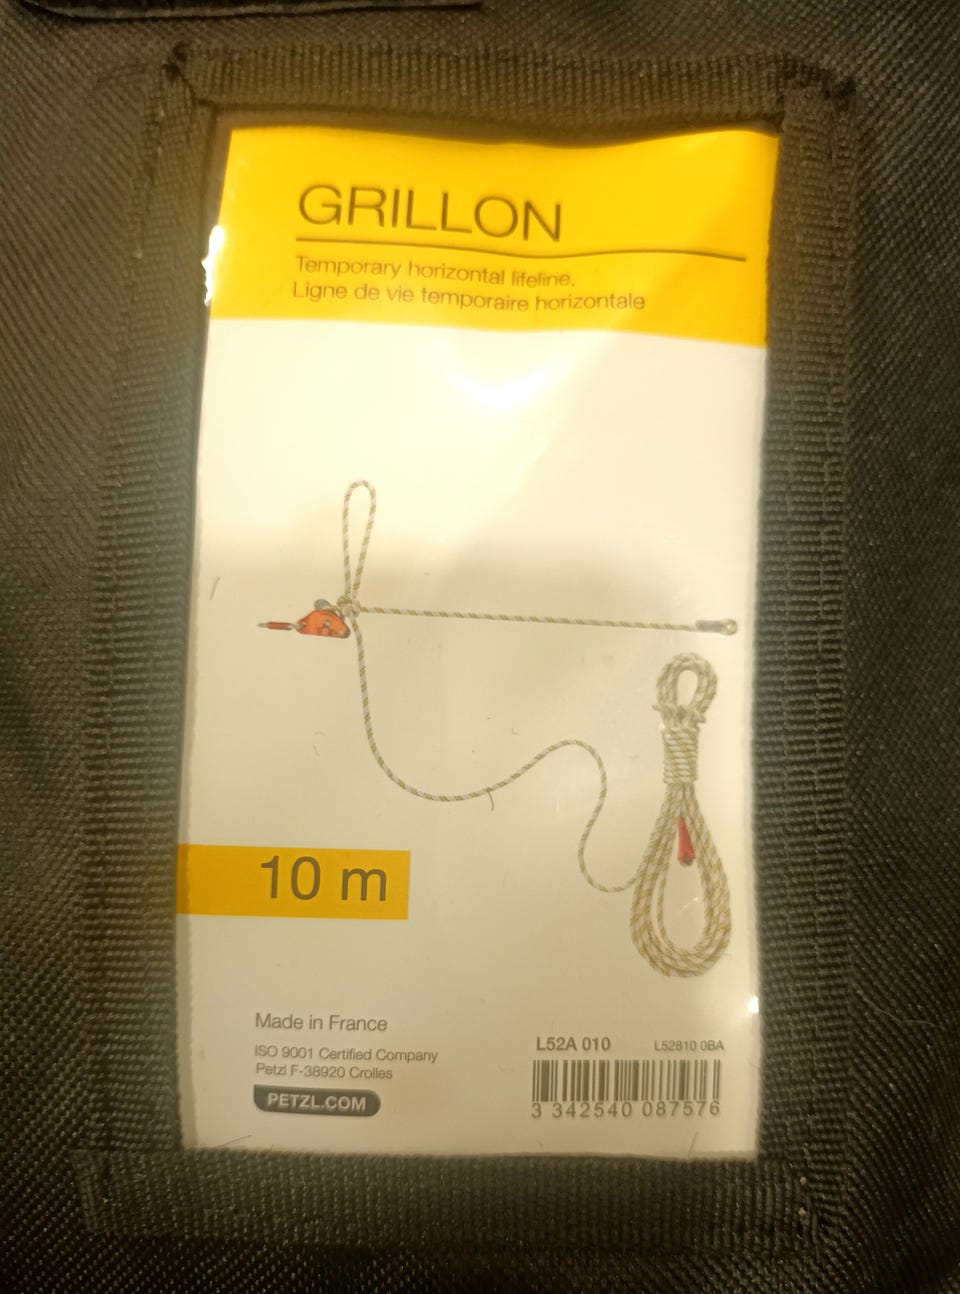 GRILLON
Temporary horizontal lifeline.
Ligne de vie temporaire horizontale
10 m
Made in France
ISO 9001 Certified Company
Petzl F-38920 Crolles
PETZL.COM
L52A 010 L52810 0BA
3 342540 087576